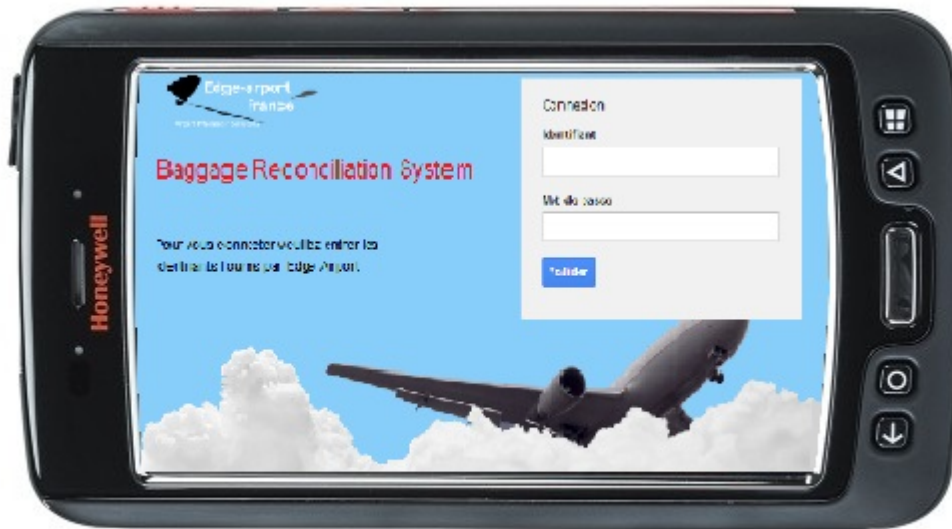 Edge-airport
France
Baggage Reconciliation System
Pour vous connecter veuillez entrer les
identifiants fournis par Edge Airport
Connexion
Identifiant
Mot de passe
Valider
Honeywell